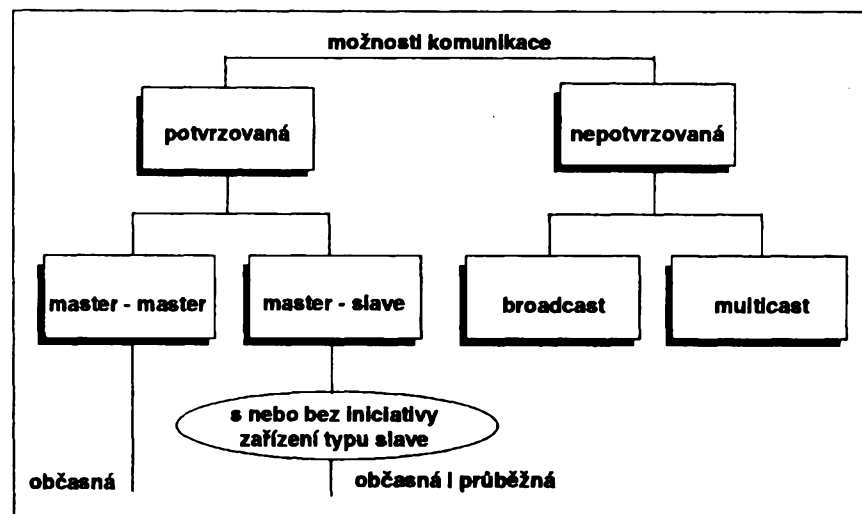 možnosti komunikace
potvrzovaná
nepotvrzovaná
master - master
master - slave
broadcast
multicast
s nebo bez iniciativy
zařízení typu slave
občasná
občasná i průběžná